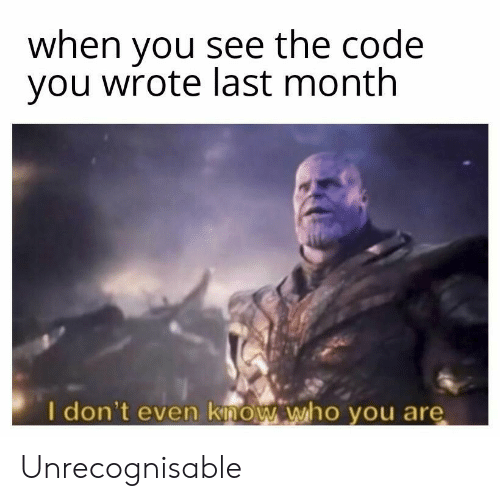 when you see the code
you wrote last month
I don't even know who you are
Unrecognisable